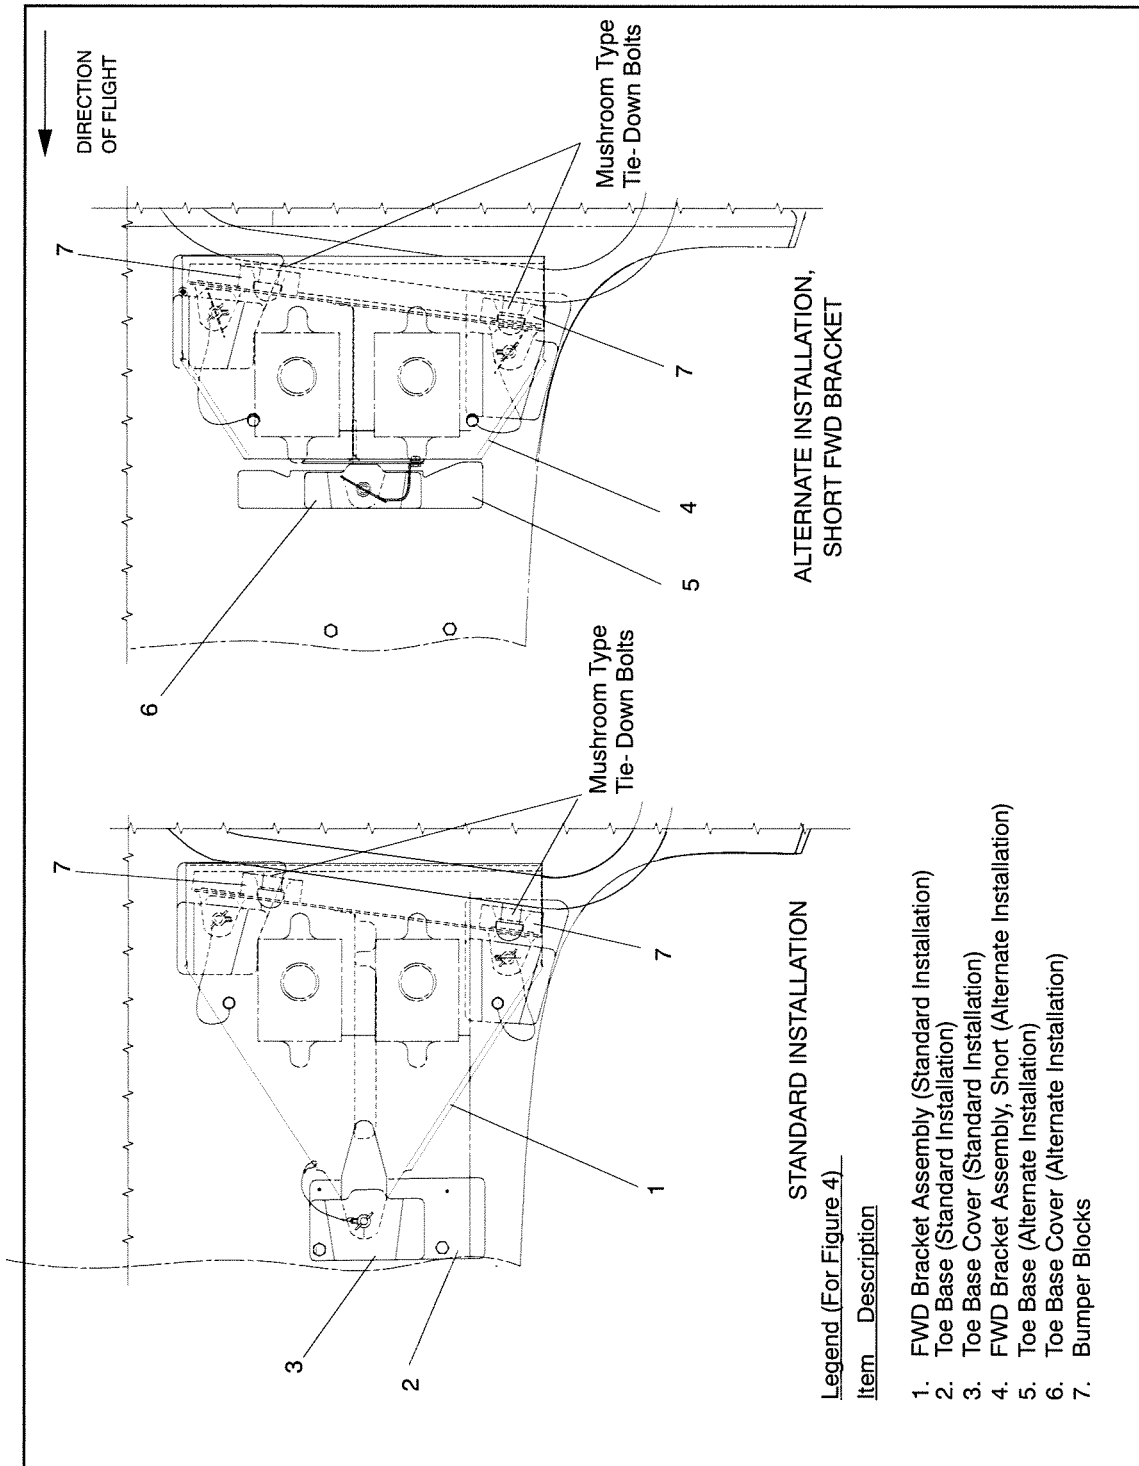 DIRECTION
OF FLIGHT
7
Mushroom Type
Tie-Down Bolts
7
4
5
6
ALTERNATE INSTALLATION,
SHORT FWD BRACKET
7
Mushroom Type
Tie-Down Bolts
7
1
2
3
STANDARD INSTALLATION
Legend (For Figure 4)
Item Description
1. FWD Bracket Assembly (Standard Installation)
2. Toe Base (Standard Installation)
3. Toe Base Cover (Standard Installation)
4. FWD Bracket Assembly, Short (Alternate Installation)
5. Toe Base (Alternate Installation)
6. Toe Base Cover (Alternate Installation)
7. Bumper Blocks